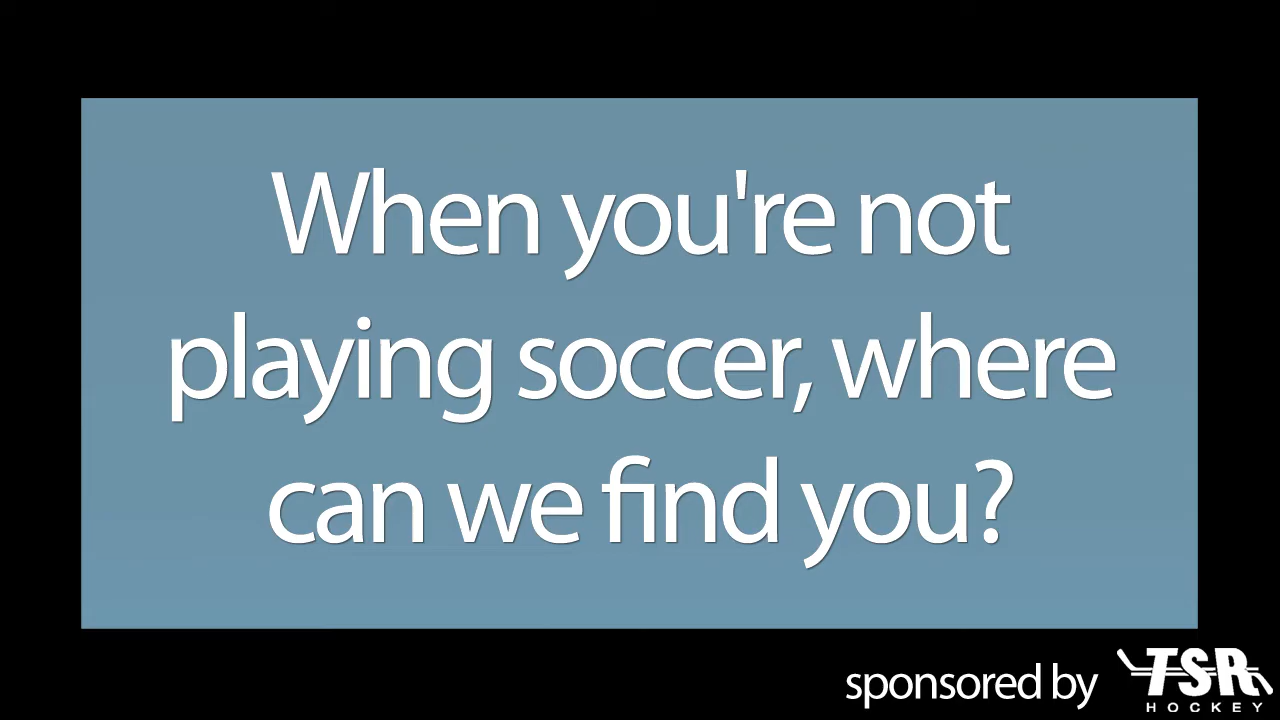 When you're not
playing soccer, where
can we find you?
sponsored by TSR
HOCKEY